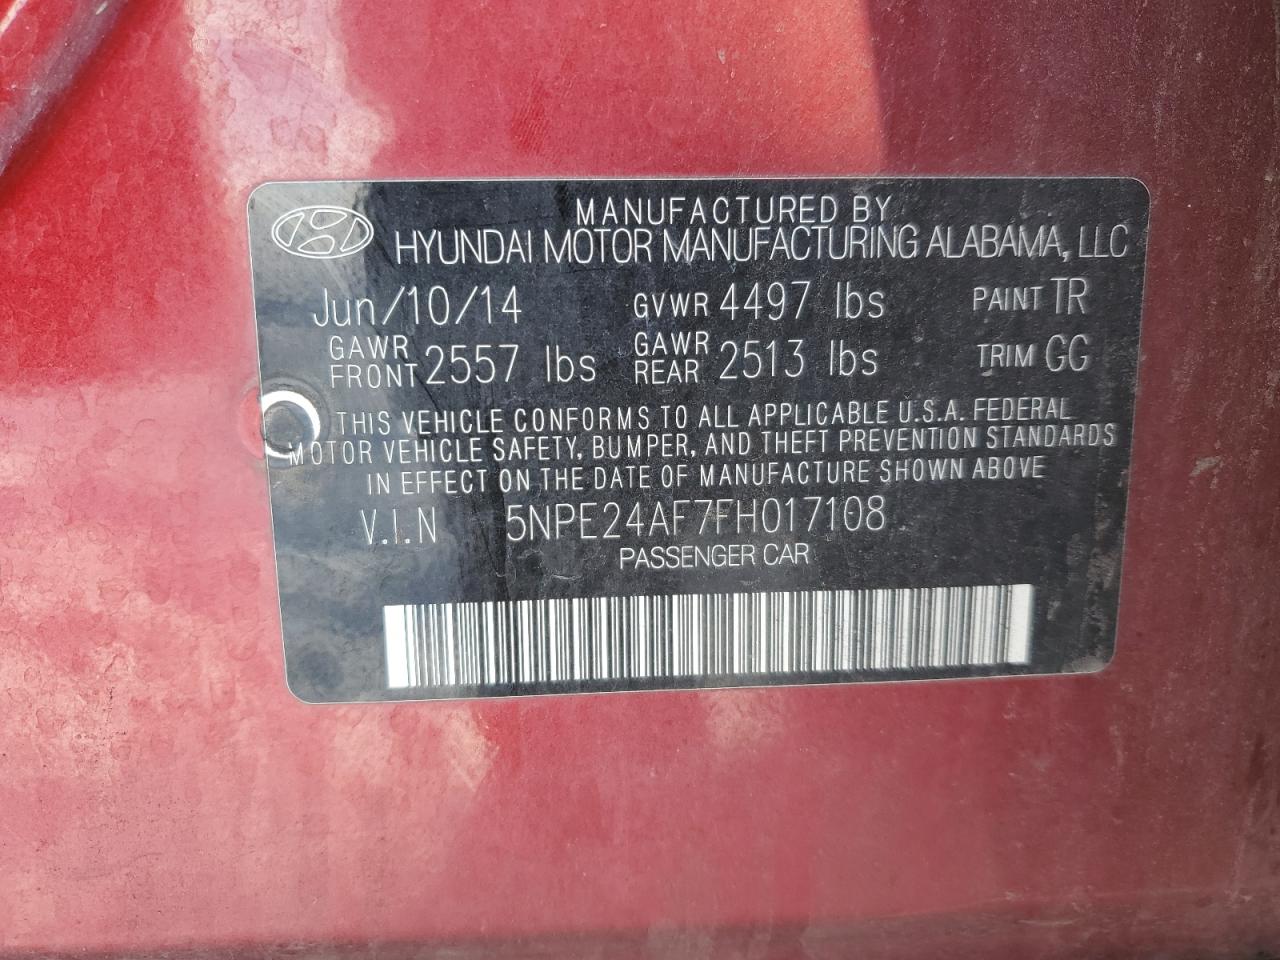 MANUFACTURED BY
HYUNDAI MOTOR MANUFACTURING ALABAMA, LLC
Jun/10/14 GVWR 4497 lbs PAINT TR
GAWR FRONT 2557 lbs GAWR REAR 2513 lbs TRIM GG
THIS VEHICLE CONFORMS TO ALL APPLICABLE U.S.A. FEDERAL
MOTOR VEHICLE SAFETY, BUMPER, AND THEFT PREVENTION STANDARDS
IN EFFECT ON THE DATE OF MANUFACTURE SHOWN ABOVE
V.I.N 5NPE24AF7FH017108
PASSENGER CAR